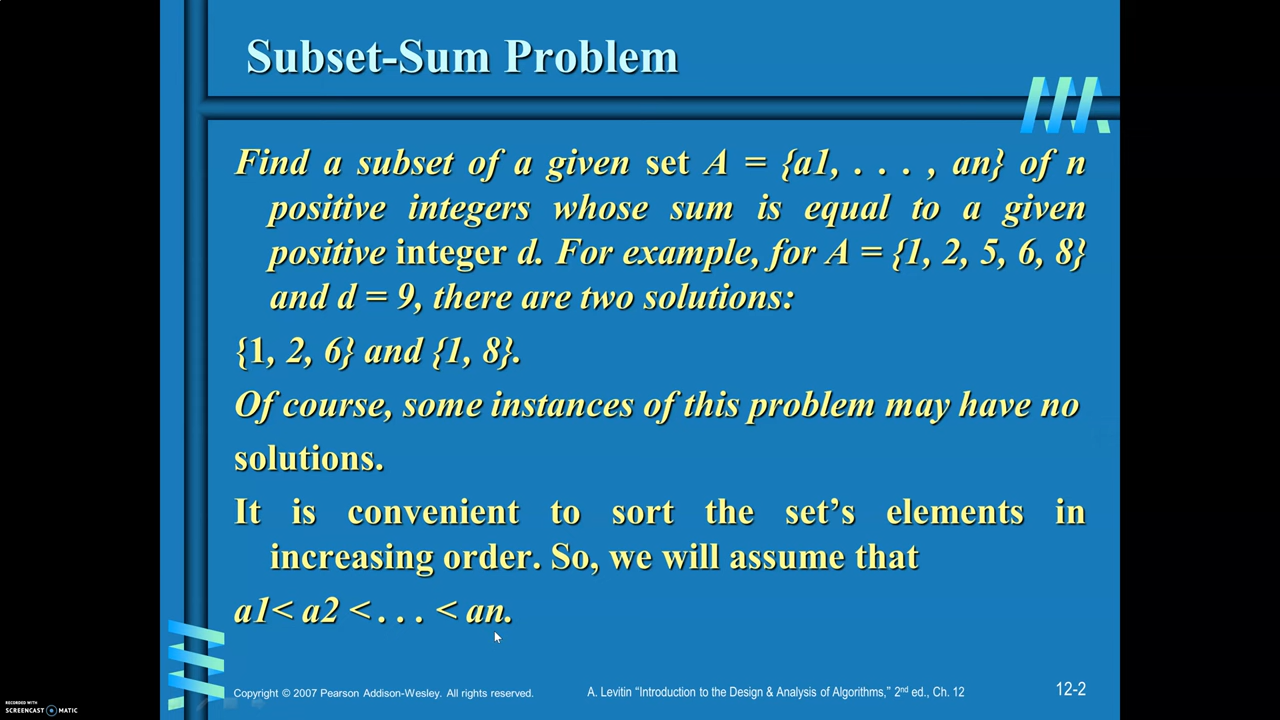 Subset-Sum Problem
Find a subset of a given set A = {a1, . . . , an} of n
positive integers whose sum is equal to a given
positive integer d. For example, for A = {1, 2, 5, 6, 8}
and d = 9, there are two solutions:
{1, 2, 6} and {1, 8}.
Of course, some instances of this problem may have no
solutions.
It is convenient to sort the set’s elements in
increasing order. So, we will assume that
a1< a2 < . . . < an.
Copyright © 2007 Pearson Addison-Wesley. All rights reserved.
A. Levitin “Introduction to the Design & Analysis of Algorithms,” 2nd ed., Ch. 12
12-2
RECORDED WITH
SCREENCAST MATIC